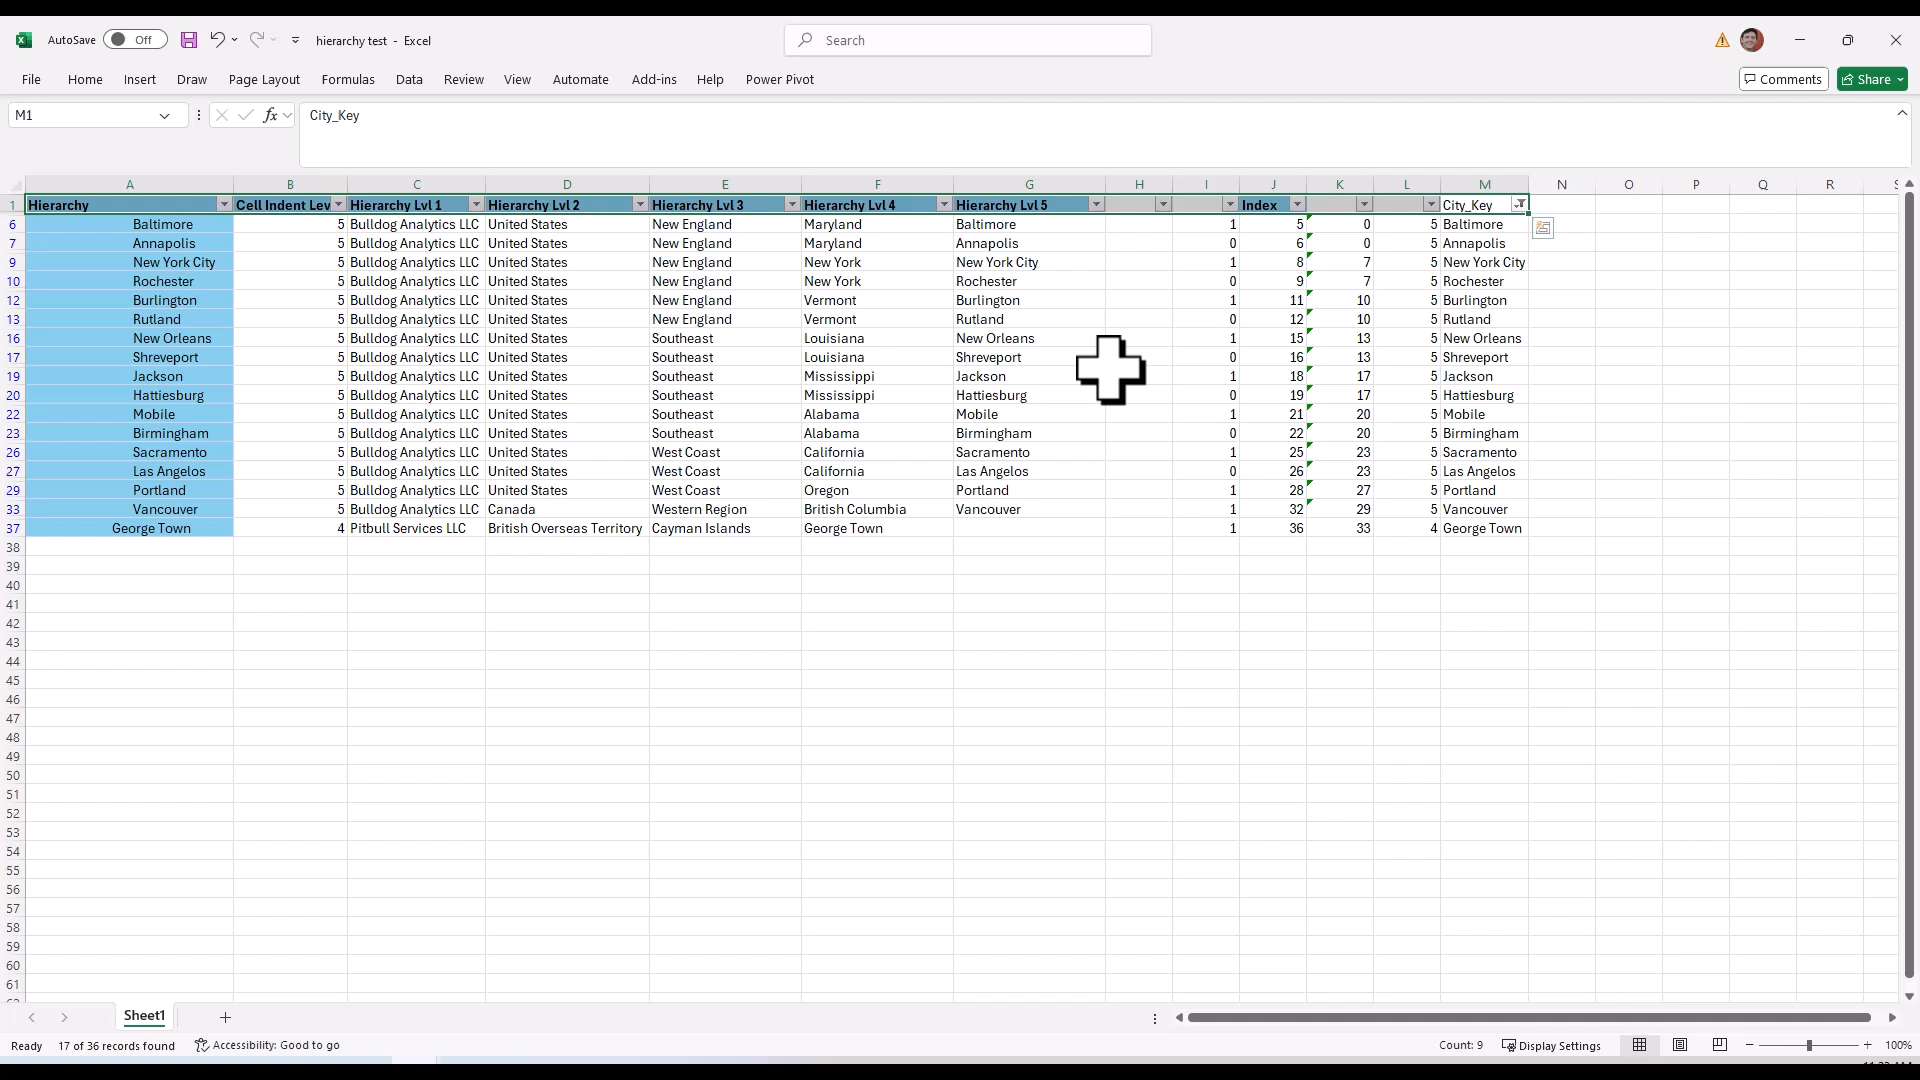 AutoSave Off hierarchy test - Excel Search
File Home Insert Draw Page Layout Formulas Data Review View Automate Add-ins Help Power Pivot Comments Share
M1 fx City_Key
A B C D E F G H I J K L M N O P Q R S
1 Hierarchy Cell Indent Lev Hierarchy Lvl 1 Hierarchy Lvl 2 Hierarchy Lvl 3 Hierarchy Lvl 4 Hierarchy Lvl 5 Index City_Key
6 Baltimore 5 Bulldog Analytics LLC United States New England Maryland Baltimore 1 5 0 5 Baltimore
7 Annapolis 5 Bulldog Analytics LLC United States New England Maryland Annapolis 0 6 0 5 Annapolis
9 New York City 5 Bulldog Analytics LLC United States New England New York New York City 1 8 7 5 New York City
10 Rochester 5 Bulldog Analytics LLC United States New England New York Rochester 0 9 7 5 Rochester
12 Burlington 5 Bulldog Analytics LLC United States New England Vermont Burlington 1 11 10 5 Burlington
13 Rutland 5 Bulldog Analytics LLC United States New England Vermont Rutland 0 12 10 5 Rutland
16 New Orleans 5 Bulldog Analytics LLC United States Southeast Louisiana New Orleans 1 15 13 5 New Orleans
17 Shreveport 5 Bulldog Analytics LLC United States Southeast Louisiana Shreveport 0 16 13 5 Shreveport
19 Jackson 5 Bulldog Analytics LLC United States Southeast Mississippi Jackson 1 18 17 5 Jackson
20 Hattiesburg 5 Bulldog Analytics LLC United States Southeast Mississippi Hattiesburg 0 19 17 5 Hattiesburg
22 Mobile 5 Bulldog Analytics LLC United States Southeast Alabama Mobile 1 21 20 5 Mobile
23 Birmingham 5 Bulldog Analytics LLC United States Southeast Alabama Birmingham 0 22 20 5 Birmingham
26 Sacramento 5 Bulldog Analytics LLC United States West Coast California Sacramento 1 25 23 5 Sacramento
27 Las Angelos 5 Bulldog Analytics LLC United States West Coast California Las Angelos 0 26 23 5 Las Angelos
29 Portland 5 Bulldog Analytics LLC United States West Coast Oregon Portland 1 28 27 5 Portland
33 Vancouver 5 Bulldog Analytics LLC Canada Western Region British Columbia Vancouver 1 32 29 5 Vancouver
37 George Town 4 Pitbull Services LLC British Overseas Territory Cayman Islands George Town 1 36 33 4 George Town
38
39
40
41
42
43
44
45
46
47
48
49
50
51
52
53
54
55
56
57
58
59
60
61
Sheet1
Ready 17 of 36 records found Accessibility: Good to go Count: 9 Display Settings 100%